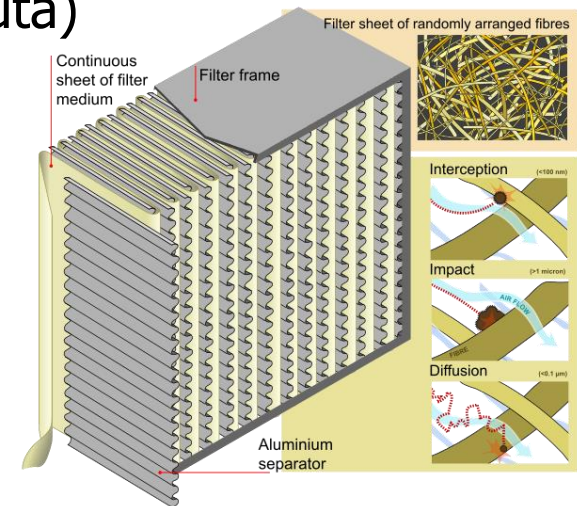 uta)
Filter sheet of randomly arranged fibres
Continuous
sheet of filter
medium
Filter frame
Interception (<100 nm)
Impact (>1 micron)
AIR FLOW
FIBRE
Diffusion (<0.1 µm)
Aluminium
separator